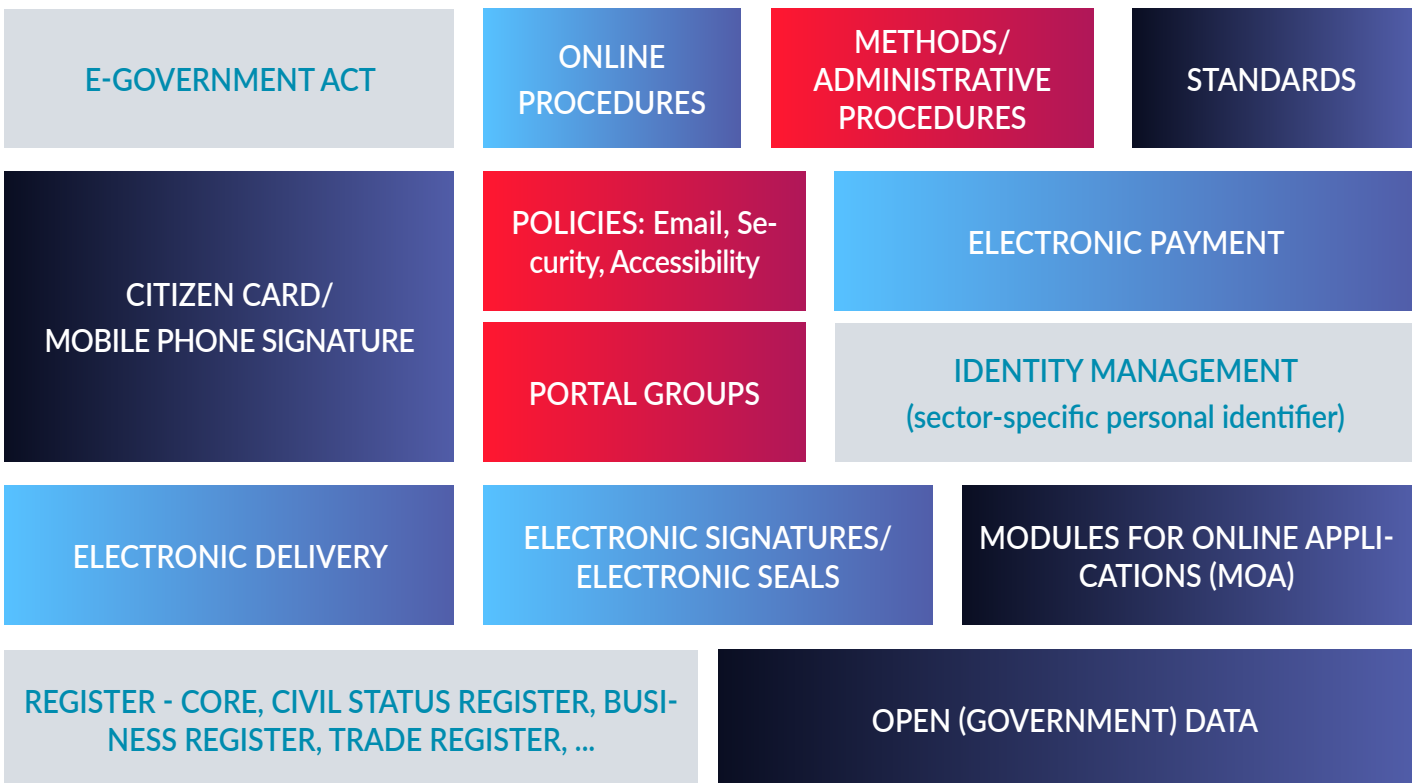 E-GOVERNMENT ACT
ONLINE
PROCEDURES
METHODS/
ADMINISTRATIVE
PROCEDURES
STANDARDS
CITIZEN CARD/
MOBILE PHONE SIGNATURE
POLICIES: Email, Se-
curity, Accessibility
ELECTRONIC PAYMENT
PORTAL GROUPS
IDENTITY MANAGEMENT
(sector-specific personal identifier)
ELECTRONIC DELIVERY
ELECTRONIC SIGNATURES/
ELECTRONIC SEALS
MODULES FOR ONLINE APPLI-
CATIONS (MOA)
REGISTER - CORE, CIVIL STATUS REGISTER, BUSI-
NESS REGISTER, TRADE REGISTER, ...
OPEN (GOVERNMENT) DATA